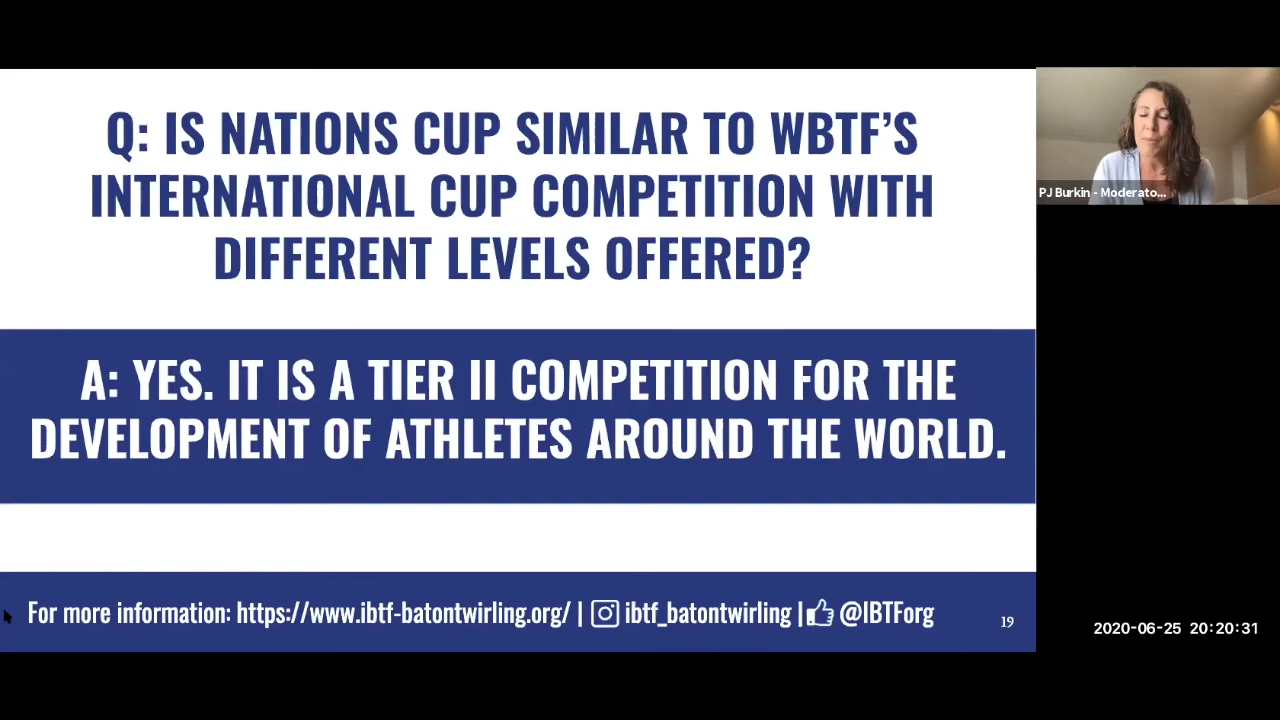 Q: IS NATIONS CUP SIMILAR TO WBTF'S
INTERNATIONAL CUP COMPETITION WITH
DIFFERENT LEVELS OFFERED?
A: YES. IT IS A TIER II COMPETITION FOR THE
DEVELOPMENT OF ATHLETES AROUND THE WORLD.
For more information: https://www.ibtf-batontwirling.org/ | ibtf_batontwirling | @IBTForg
19
PJ Burkin - Moderato...
2020-06-25 20:20:31